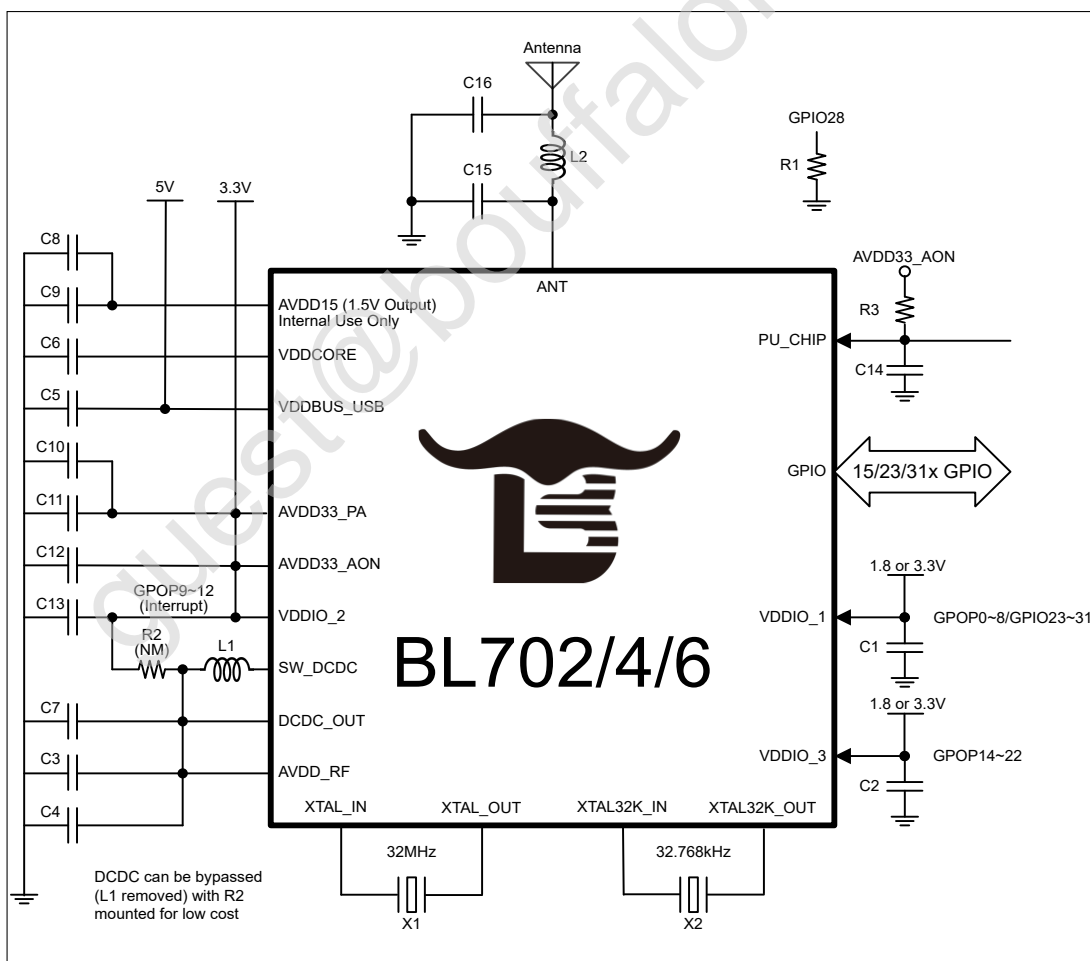 Antenna
C16
GPIO28
L2
R1
C15
5V
3.3V
C8
AVDD33_AON
ANT
C9
AVDD15 (1.5V Output)
Internal Use Only
R3
PU_CHIP
C6
VDDCORE
C14
C5
VDDBUS_USB
C10
GPIO
15/23/31x GPIO
C11
AVDD33_PA
C12
AVDD33_AON
1.8 or 3.3V
GPOP9~12
(Interrupt)
C13
VDDIO_2
VDDIO_1
GPOP0~8/GPIO23~31
R2
(NM)
L1
SW_DCDC
BL702/4/6
C1
1.8 or 3.3V
C7
DCDC_OUT
C3
AVDD_RF
VDDIO_3
GPOP14~22
C2
C4
XTAL_IN
XTAL_OUT
XTAL32K_IN
XTAL32K_OUT
32MHz
32.768kHz
DCDC can be bypassed
(L1 removed) with R2
mounted for low cost
X1
X2
guest@bouffalo